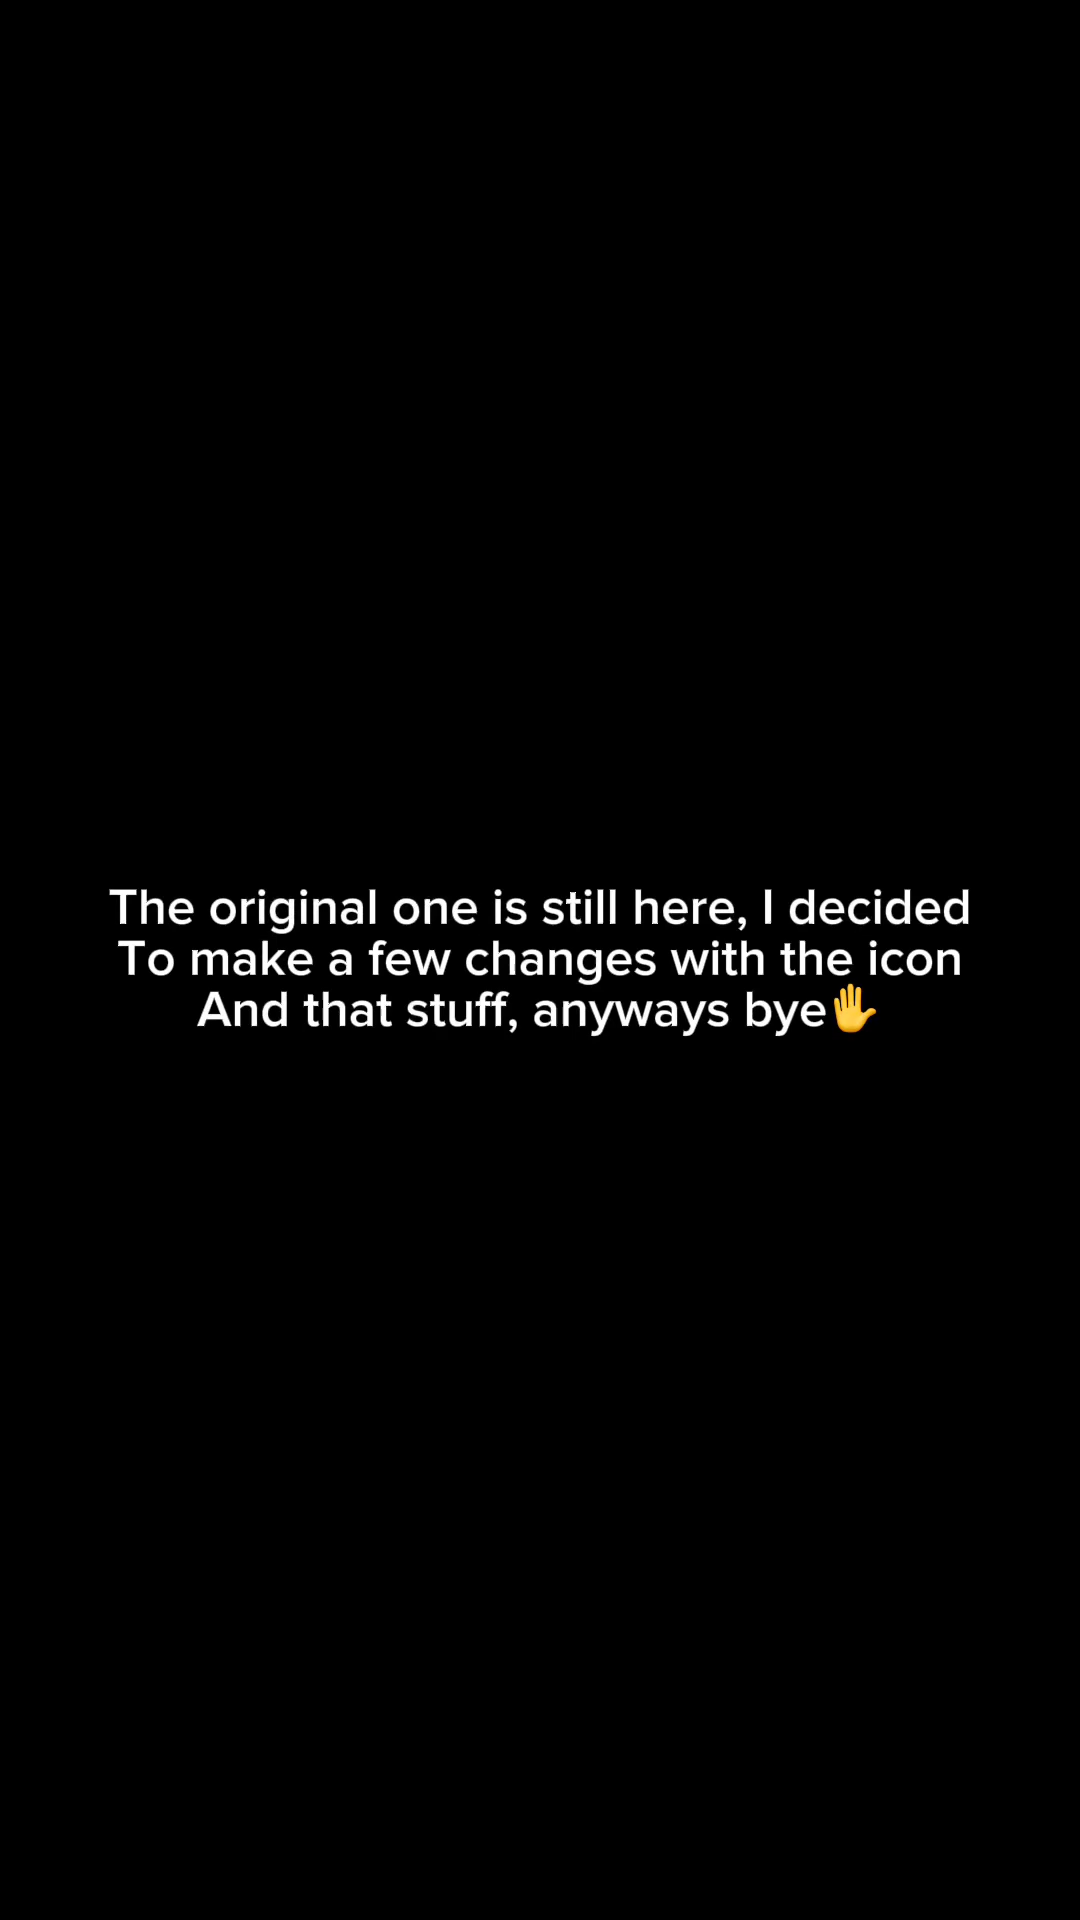 The original one is still here, I decided
To make a few changes with the icon
And that stuff, anyways bye✋